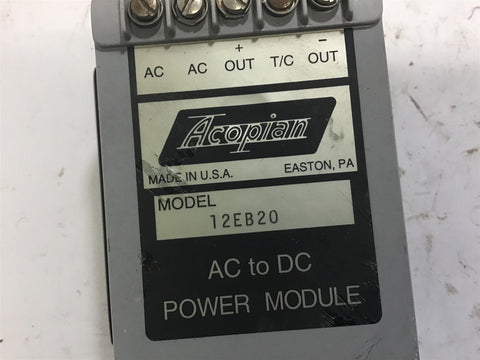 + −
AC AC OUT T/C OUT
Acopian
MADE IN U.S.A. EASTON, PA
MODEL
12EB20
AC to DC
POWER MODULE